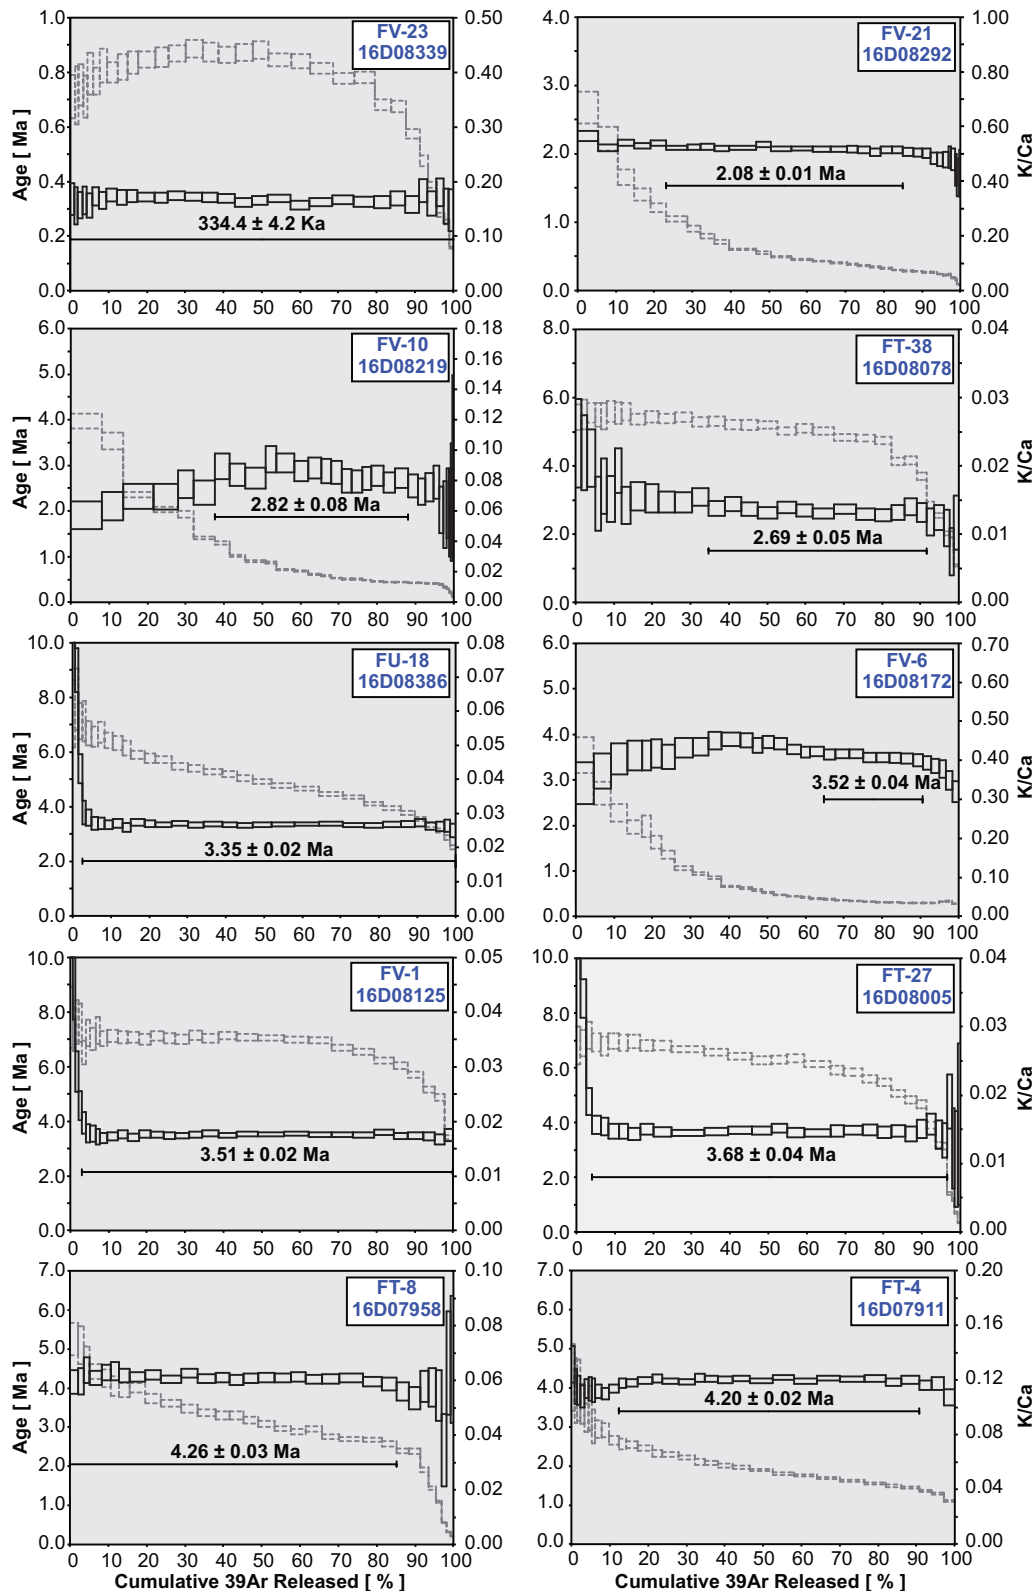 FV-23
16D08339
334.4 ± 4.2 Ka
Age [ Ma ]
1.0
0.8
0.6
0.4
0.2
0.0
0.50
0.40
0.30
0.20
0.10
0.00
0 10 20 30 40 50 60 70 80 90 100
FV-21
16D08292
2.08 ± 0.01 Ma
4.0
3.0
2.0
1.0
0.0
1.00
0.80
0.60
0.40
0.20
0.00
K/Ca
0 10 20 30 40 50 60 70 80 90 100
FV-10
16D08219
2.82 ± 0.08 Ma
Age [ Ma ]
6.0
5.0
4.0
3.0
2.0
1.0
0.0
0.18
0.16
0.14
0.12
0.10
0.08
0.06
0.04
0.02
0.00
0 10 20 30 40 50 60 70 80 90 100
FT-38
16D08078
2.69 ± 0.05 Ma
8.0
6.0
4.0
2.0
0.0
0.04
0.03
0.02
0.01
0.00
K/Ca
0 10 20 30 40 50 60 70 80 90 100
FU-18
16D08386
3.35 ± 0.02 Ma
Age [ Ma ]
10.0
8.0
6.0
4.0
2.0
0.0
0.08
0.07
0.06
0.05
0.04
0.03
0.02
0.01
0.00
0 10 20 30 40 50 60 70 80 90 100
FV-6
16D08172
3.52 ± 0.04 Ma
6.0
5.0
4.0
3.0
2.0
1.0
0.0
0.70
0.60
0.50
0.40
0.30
0.20
0.10
0.00
K/Ca
0 10 20 30 40 50 60 70 80 90 100
FV-1
16D08125
3.51 ± 0.02 Ma
Age [ Ma ]
10.0
8.0
6.0
4.0
2.0
0.0
0.05
0.04
0.03
0.02
0.01
0.00
0 10 20 30 40 50 60 70 80 90 100
FT-27
16D08005
3.68 ± 0.04 Ma
10.0
8.0
6.0
4.0
2.0
0.0
0.04
0.03
0.02
0.01
0.00
K/Ca
0 10 20 30 40 50 60 70 80 90 100
FT-8
16D07958
4.26 ± 0.03 Ma
Age [ Ma ]
7.0
6.0
5.0
4.0
3.0
2.0
1.0
0.0
0.10
0.08
0.06
0.04
0.02
0.00
0 10 20 30 40 50 60 70 80 90 100
Cumulative 39Ar Released [ % ]
FT-4
16D07911
4.20 ± 0.02 Ma
7.0
6.0
5.0
4.0
3.0
2.0
1.0
0.0
0.20
0.16
0.12
0.08
0.04
0.00
K/Ca
0 10 20 30 40 50 60 70 80 90 100
Cumulative 39Ar Released [ % ]